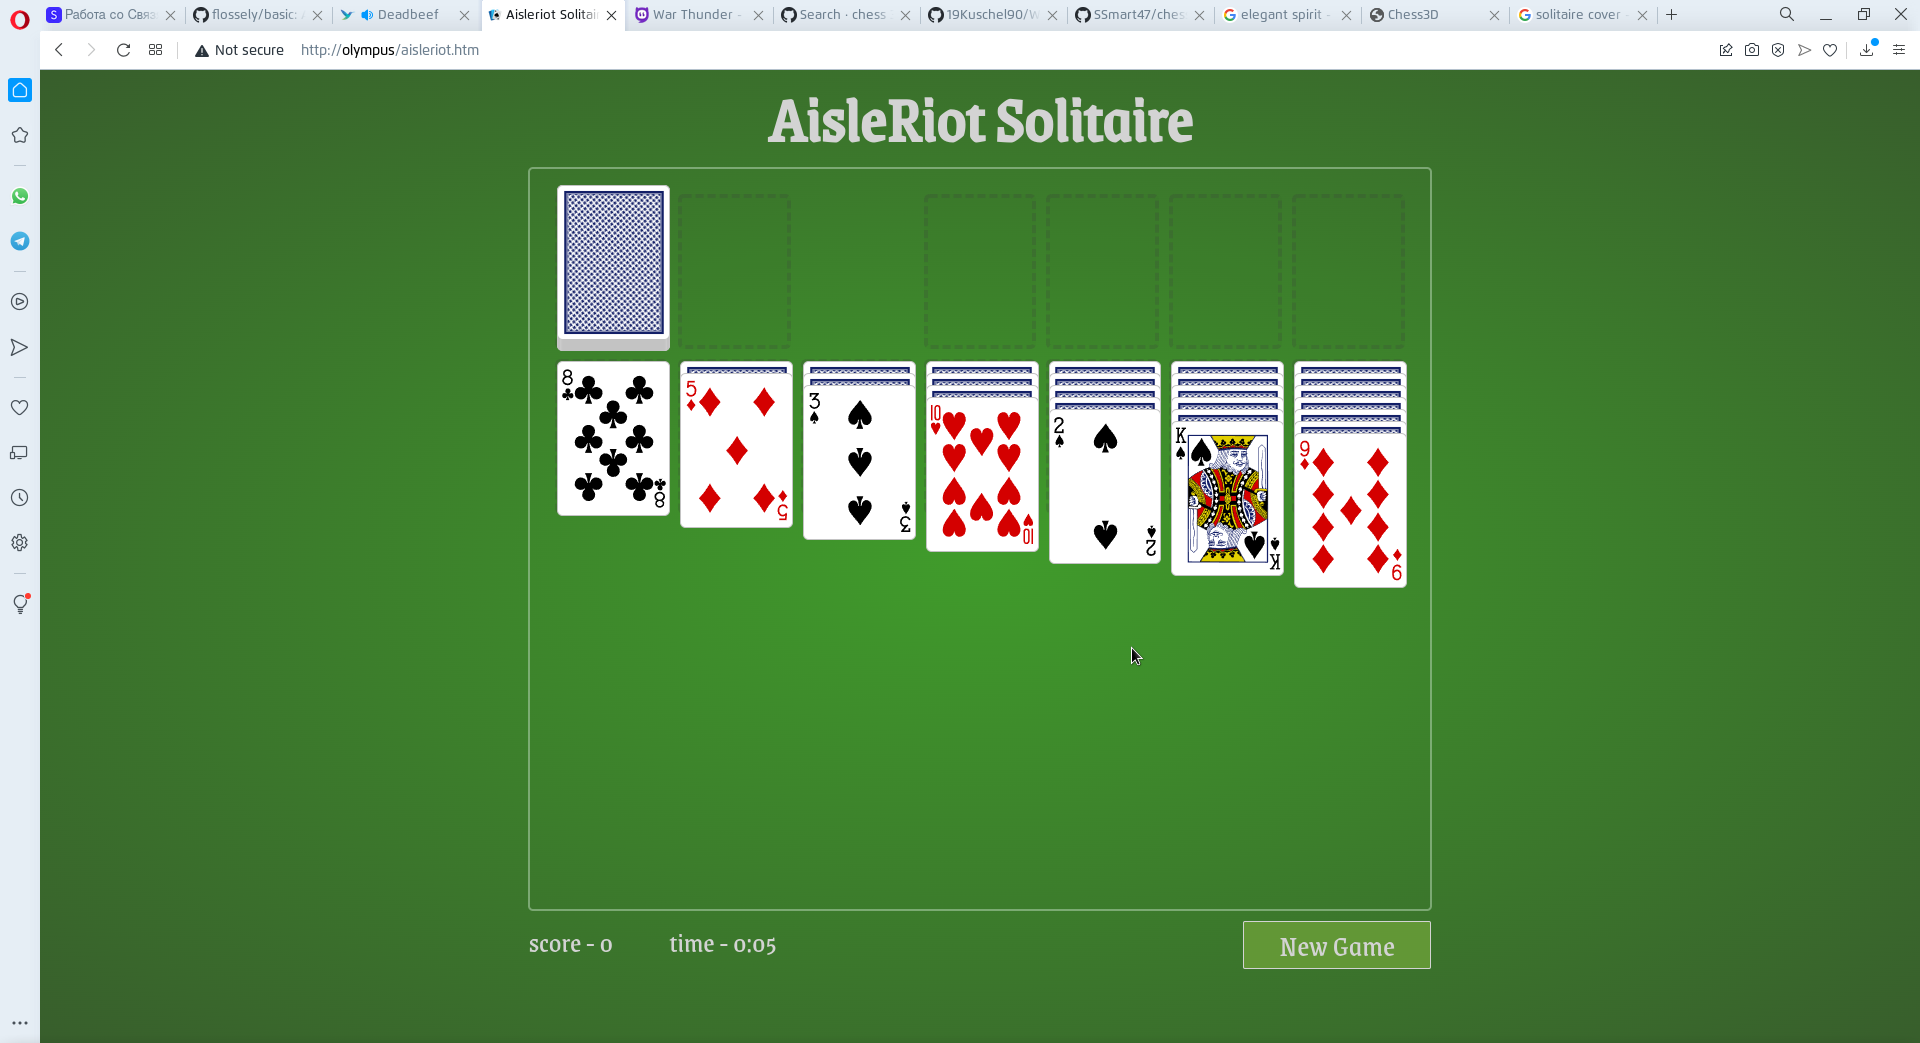 Работа со Связ
flossely/basic:
Deadbeef
Aisleriot Solitai
War Thunder -
Search · chess
19Kuschel90/W
SSmart47/ches
elegant spirit -
Chess3D
solitaire cover -
Not secure
http://olympus/aisleriot.htm
AisleRiot Solitaire
8 5 3 10 2 K 9
8 5 3 10 2 K 9
score - 0
time - 0:05
New Game